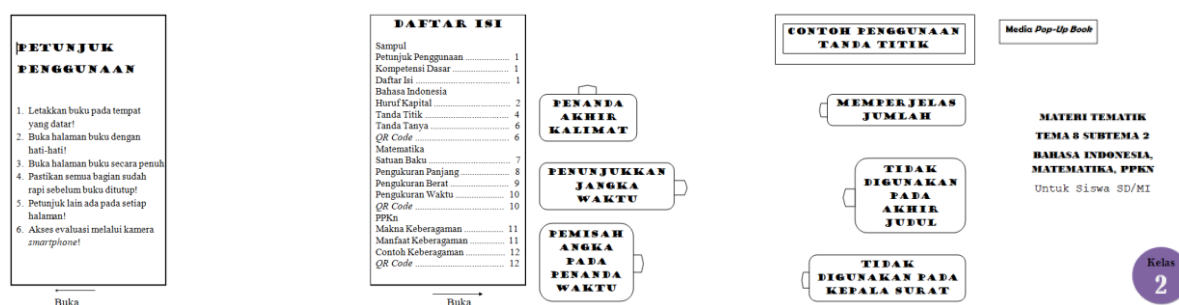 PETUNJUK
PENGGUNAAN
1. Letakkan buku pada tempat
yang datar!
2. Buka halaman buku dengan
hati-hati!
3. Buka halaman buku secara penuh
4. Pastikan semua bagian sudah
rapi sebelum buku ditutup!
5. Petunjuk lain ada pada setiap
halaman!
6. Akses evaluasi melalui kamera
smartphone!
Buka
DAFTAR ISI
Sampul
Petunjuk Penggunaan .................. 1
Kompetensi Dasar ....................... 1
Daftar Isi ..................................... 1
Bahasa Indonesia
Huruf Kapital ............................... 2
Tanda Titik .................................. 4
Tanda Tanya ................................ 6
QR Code ...................................... 6
Matematika
Satuan Baku ................................ 7
Pengukuran Panjang .................... 8
Pengukuran Berat ........................ 9
Pengukuran Waktu ...................... 10
QR Code ...................................... 10
PPKn
Makna Keberagaman ................... 11
Manfaat Keberagaman ................. 11
Contoh Keberagaman ................... 12
QR Code ...................................... 12
Buka
PENANDA
AKHIR
KALIMAT
PENUNJUKKAN
JANGKA
WAKTU
PEMISAH
ANGKA
PADA
PENANDA
WAKTU
CONTOH PENGGUNAAN
TANDA TITIK
MEMPERJELAS
JUMLAH
TIDAK
DIGUNAKAN
PADA
AKHIR
JUDUL
TIDAK
DIGUNAKAN PADA
KEPALA SURAT
Media Pop-Up Book
MATERI TEMATIK
TEMA 8 SUBTEMA 2
BAHASA INDONESIA,
MATEMATIKA, PPKN
Untuk Siswa SD/MI
Kelas
2